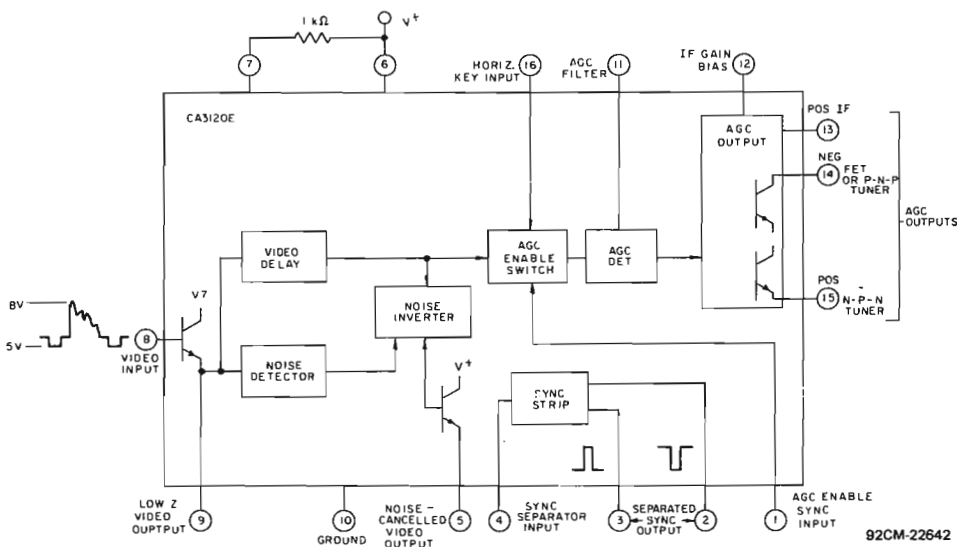 1 kΩ
V+
7
6
HORIZ.
KEY INPUT
16
AGC
FILTER
11
IF GAIN
BIAS
12
CA3120E
AGC
OUTPUT
POS IF
13
NEG
14
FET
OR P-N-P
TUNER
AGC
OUTPUTS
VIDEO
DELAY
AGC
ENABLE
SWITCH
AGC
DET
POS
15
N-P-N
TUNER
8V
5V
8
VIDEO
INPUT
V7
NOISE
INVERTER
NOISE
DETECTOR
V+
SYNC
STRIP
LOW Z
VIDEO
OUPTPUT
9
10
GROUND
NOISE-
CANCELLED
VIDEO
OUTPUT
5
4
SYNC
SEPARATOR
INPUT
3
SEPARATED
SYNC
OUTPUT
2
1
AGC ENABLE
SYNC
INPUT
92CM-22642